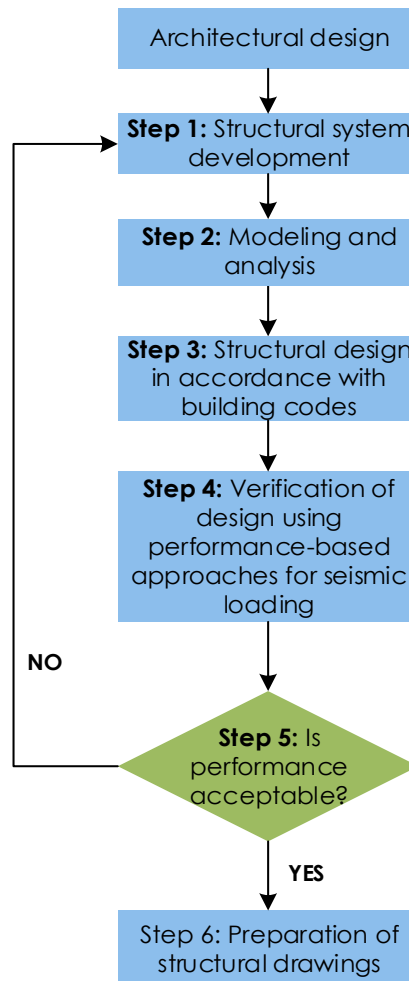 Architectural design
Step 1: Structural system
development
Step 2: Modeling and
analysis
Step 3: Structural design
in accordance with
building codes
Step 4: Verification of
design using
performance-based
approaches for seismic
loading
NO
Step 5: Is
performance
acceptable?
YES
Step 6: Preparation of
structural drawings